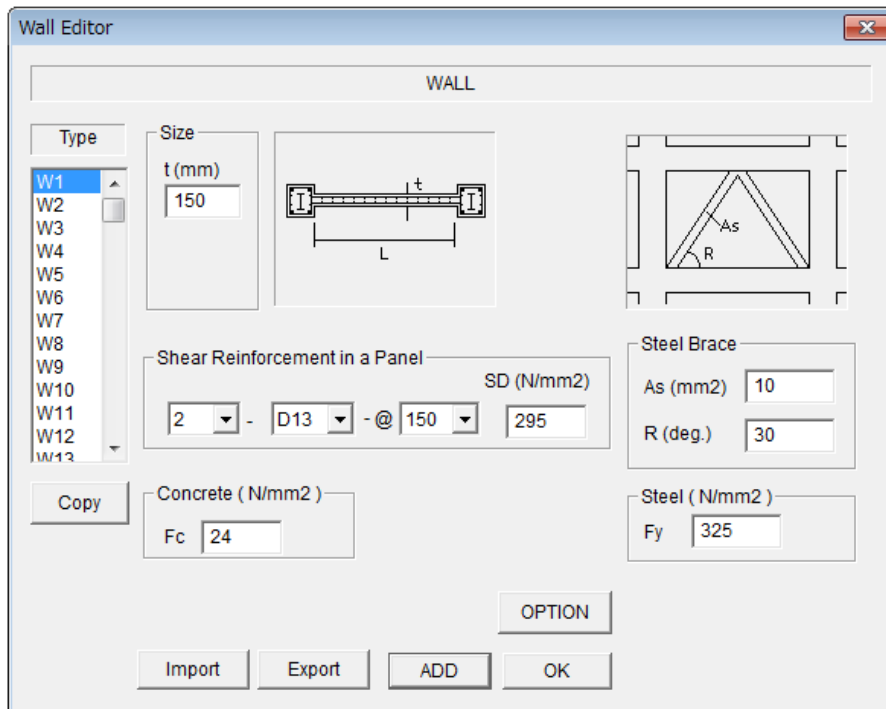 Wall Editor
WALL
Type
W1
W2
W3
W4
W5
W6
W7
W8
W9
W10
W11
W12
W13
Copy
Size
t (mm)
150
t
L
As
R
Shear Reinforcement in a Panel
SD (N/mm2)
2 - D13 - @ 150 295
Steel Brace
As (mm2) 10
R (deg.) 30
Concrete ( N/mm2 )
Fc 24
Steel ( N/mm2 )
Fy 325
OPTION
Import Export ADD OK